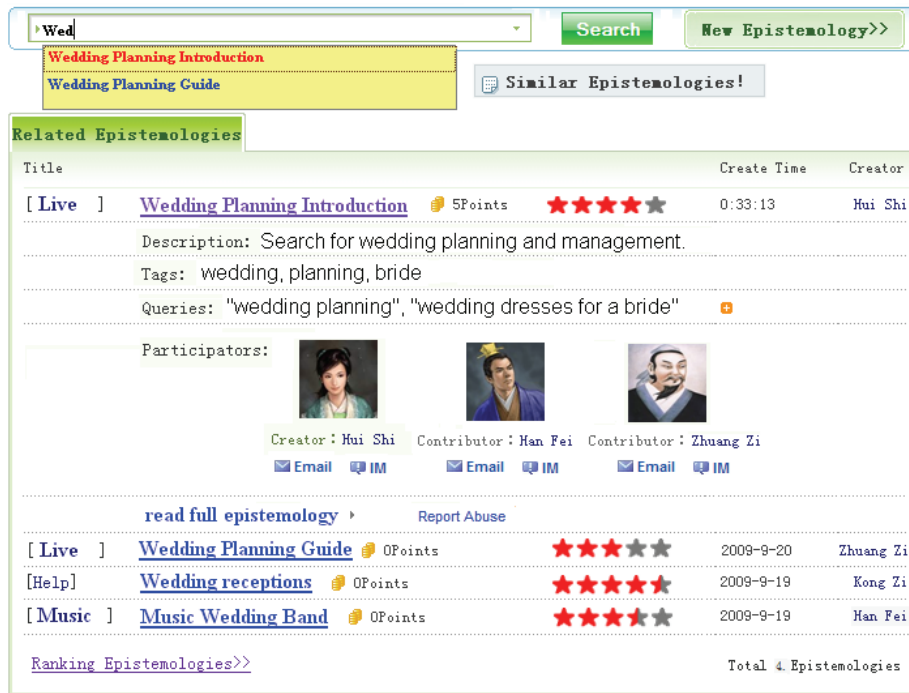 Wed Search New Epistemology>>
Wedding Planning Introduction
Wedding Planning Guide
Similar Epistemologies!
Related Epistemologies
Title Create Time Creator
[ Live ] Wedding Planning Introduction 5Points 0:33:13 Hui Shi
Description: Search for wedding planning and management.
Tags: wedding, planning, bride
Queries: "wedding planning", "wedding dresses for a bride"
Participators:
Creator: Hui Shi Contributor: Han Fei Contributor: Zhuang Zi
Email IM Email IM Email IM
read full epistemology Report Abuse
[ Live ] Wedding Planning Guide 0Points 2009-9-20 Zhuang Zi
[Help] Wedding receptions 0Points 2009-9-19 Kong Zi
[ Music ] Music Wedding Band 0Points 2009-9-19 Han Fei
Ranking Epistemologies>> Total 4 Epistemologies